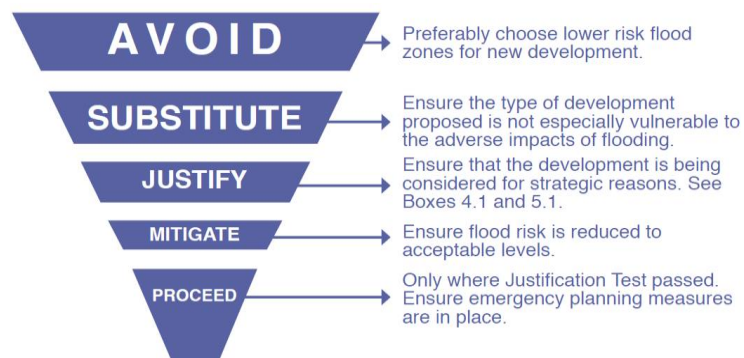 AVOID
Preferably choose lower risk flood
zones for new development.
SUBSTITUTE
Ensure the type of development
proposed is not especially vulnerable to
the adverse impacts of flooding.
JUSTIFY
Ensure that the development is being
considered for strategic reasons. See
Boxes 4.1 and 5.1.
MITIGATE
Ensure flood risk is reduced to
acceptable levels.
PROCEED
Only where Justification Test passed.
Ensure emergency planning measures
are in place.